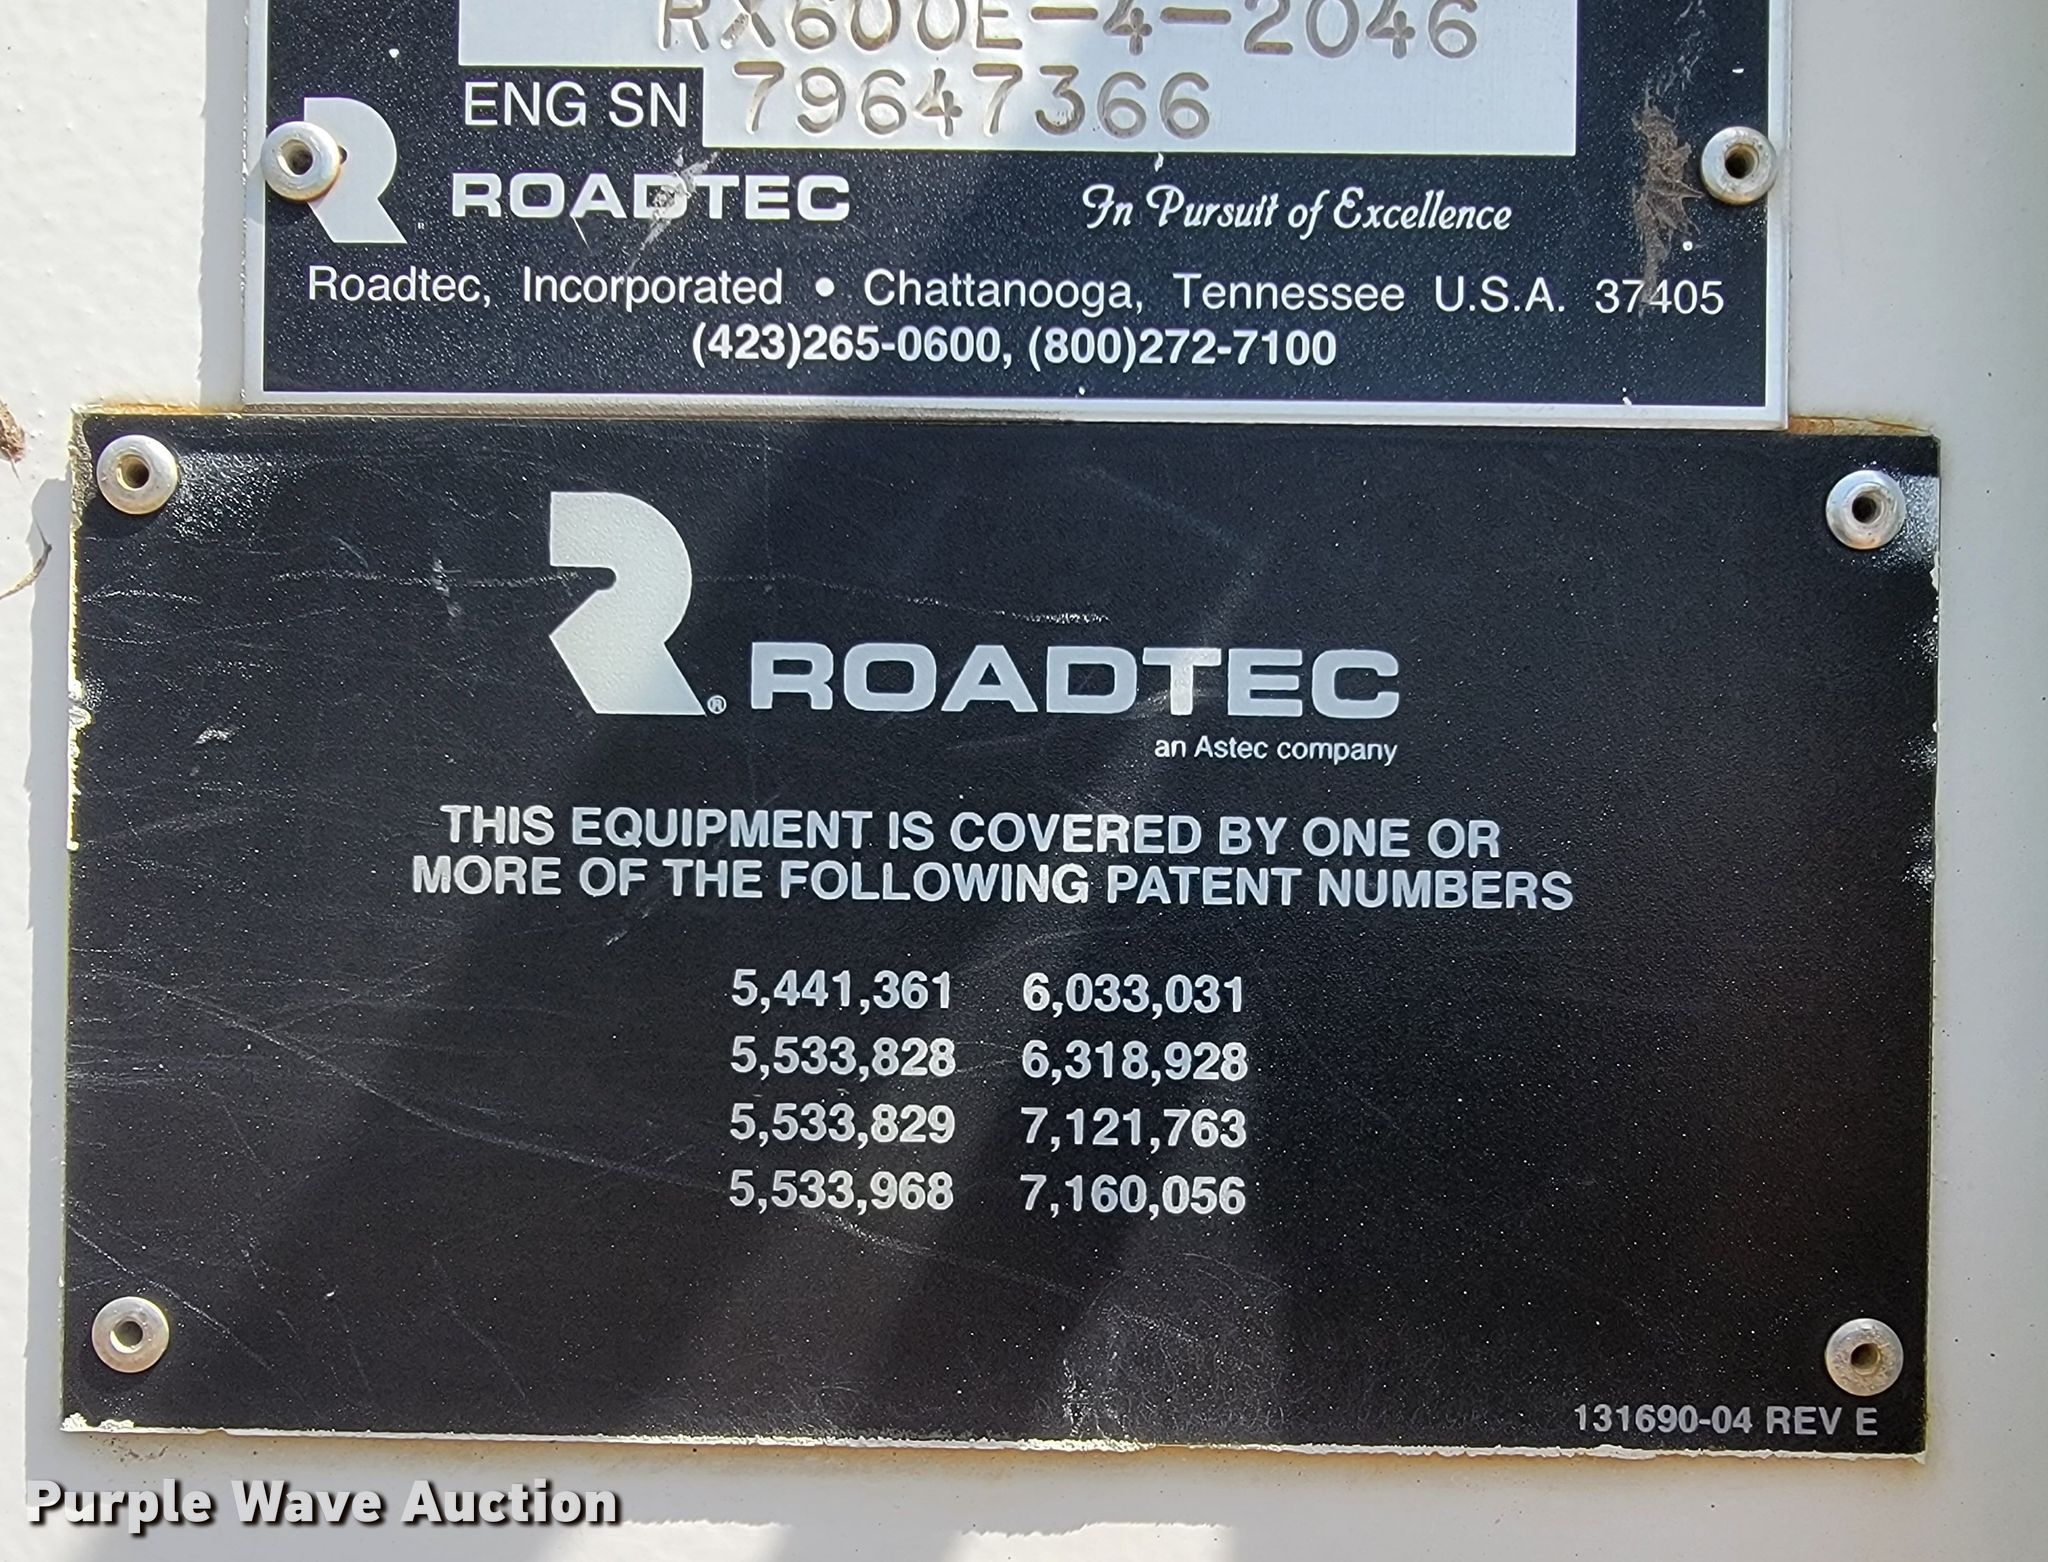 RX600E-4-2046
ENG SN 79647366
ROADTEC In Pursuit of Excellence
Roadtec, Incorporated • Chattanooga, Tennessee U.S.A. 37405
(423)265-0600, (800)272-7100
R® ROADTEC
an Astec company
THIS EQUIPMENT IS COVERED BY ONE OR
MORE OF THE FOLLOWING PATENT NUMBERS
5,441,361 6,033,031
5,533,828 6,318,928
5,533,829 7,121,763
5,533,968 7,160,056
131690-04 REV E
Purple Wave Auction